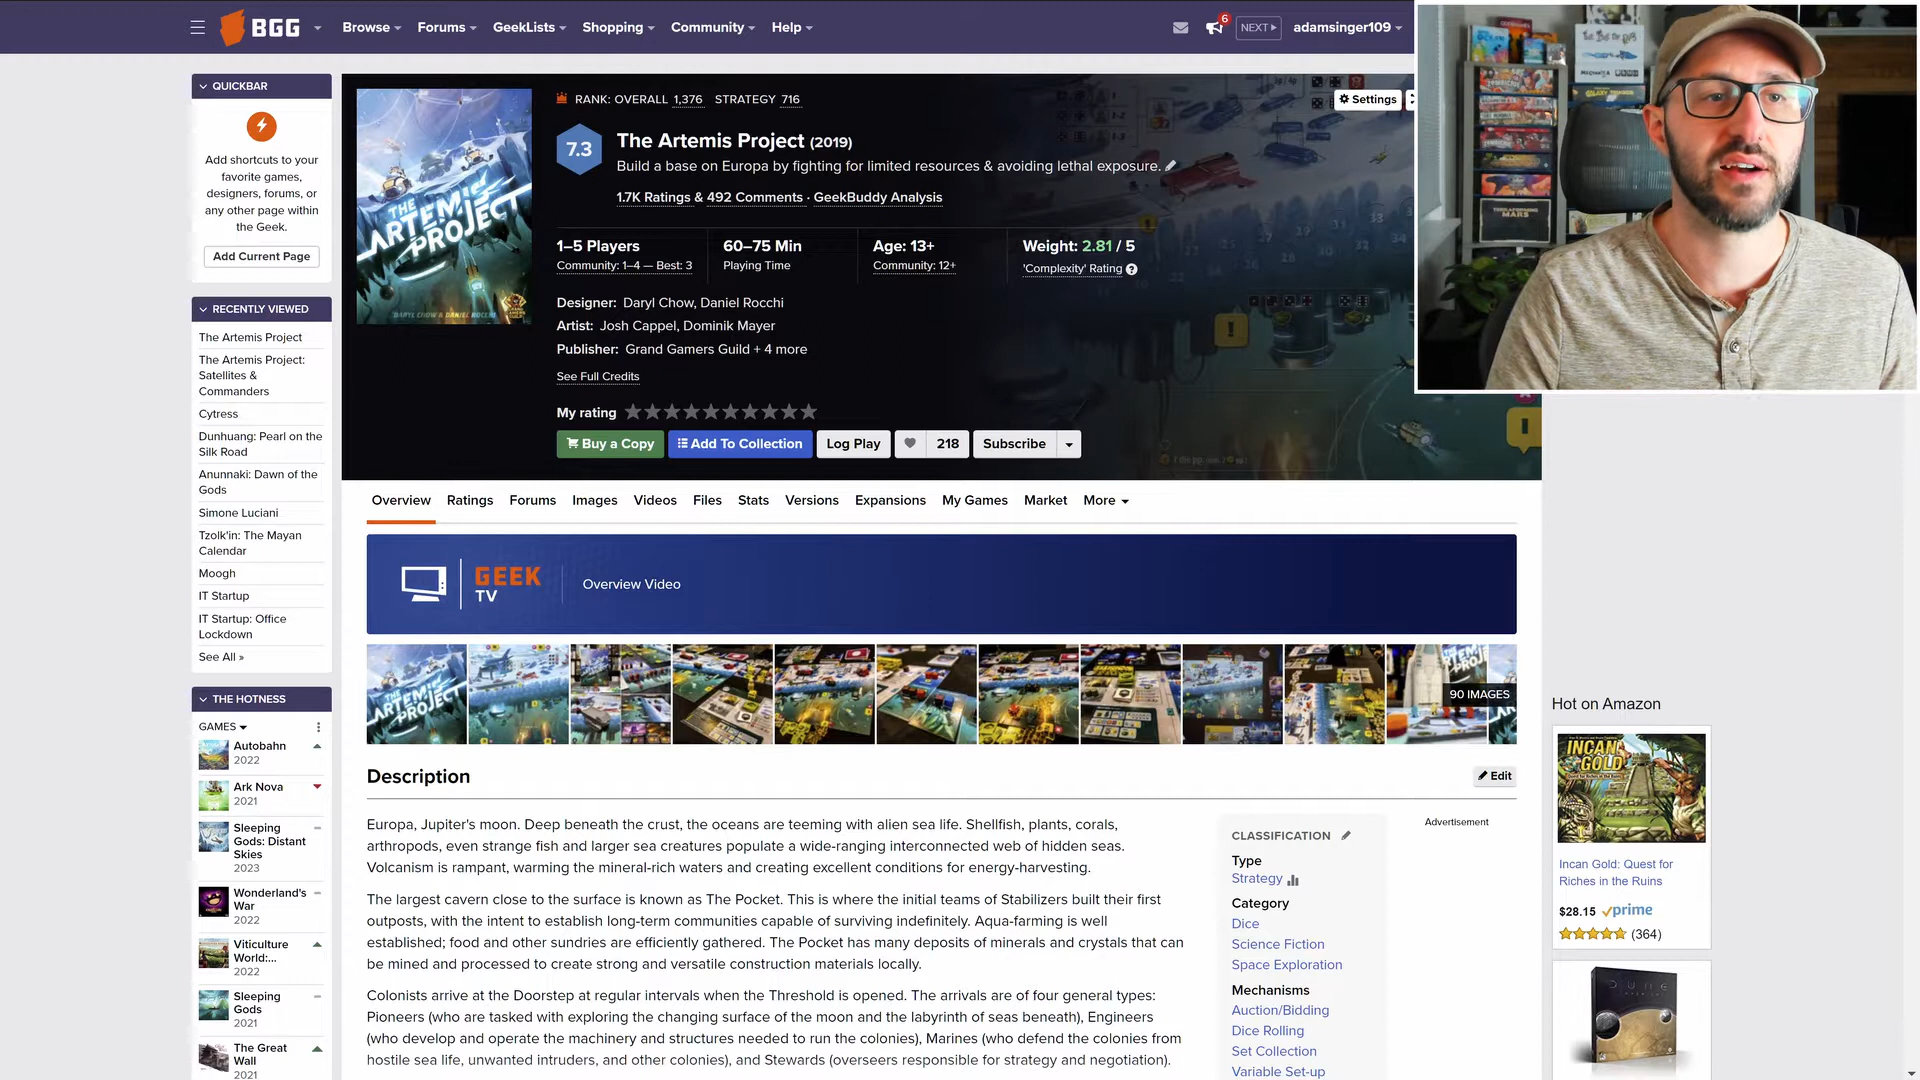 BGG
Browse
Forums
GeekLists
Shopping
Community
Help
6
NEXT
adamsinger109
QUICKBAR
Add shortcuts to your
favorite games,
designers, forums, or
any other page within
the Geek.
Add Current Page
RECENTLY VIEWED
The Artemis Project
The Artemis Project:
Satellites &
Commanders
Cytress
Dunhuang: Pearl on the
Silk Road
Anunnaki: Dawn of the
Gods
Simone Luciani
Tzolk'in: The Mayan
Calendar
Moogh
IT Startup
IT Startup: Office
Lockdown
See All »
THE HOTNESS
GAMES
Autobahn
2022
Ark Nova
2021
Sleeping
Gods: Distant
Skies
2023
Wonderland's
War
2022
Viticulture
World:...
2022
Sleeping
Gods
2021
The Great
Wall
2021
THE
ARTEMIS
PROJECT
DARYL CHOW & DANIEL ROCCHI
RANK: OVERALL 1,376 STRATEGY 716
Settings
7.3
The Artemis Project (2019)
Build a base on Europa by fighting for limited resources & avoiding lethal exposure.
1.7K Ratings & 492 Comments · GeekBuddy Analysis
1–5 Players
Community: 1–4 — Best: 3
60–75 Min
Playing Time
Age: 13+
Community: 12+
Weight: 2.81 / 5
'Complexity' Rating
Designer: Daryl Chow, Daniel Rocchi
Artist: Josh Cappel, Dominik Mayer
Publisher: Grand Gamers Guild + 4 more
See Full Credits
My rating
Buy a Copy
Add To Collection
Log Play
218
Subscribe
Overview
Ratings
Forums
Images
Videos
Files
Stats
Versions
Expansions
My Games
Market
More
GEEK
TV
Overview Video
90 IMAGES
Description
Edit
Europa, Jupiter's moon. Deep beneath the crust, the oceans are teeming with alien sea life. Shellfish, plants, corals,
arthropods, even strange fish and larger sea creatures populate a wide-ranging interconnected web of hidden seas.
Volcanism is rampant, warming the mineral-rich waters and creating excellent conditions for energy-harvesting.
The largest cavern close to the surface is known as The Pocket. This is where the initial teams of Stabilizers built their first
outposts, with the intent to establish long-term communities capable of surviving indefinitely. Aqua-farming is well
established; food and other sundries are efficiently gathered. The Pocket has many deposits of minerals and crystals that can
be mined and processed to create strong and versatile construction materials locally.
Colonists arrive at the Doorstep at regular intervals when the Threshold is opened. The arrivals are of four general types:
Pioneers (who are tasked with exploring the changing surface of the moon and the labyrinth of seas beneath), Engineers
(who develop and operate the machinery and structures needed to run the colonies), Marines (who defend the colonies from
hostile sea life, unwanted intruders, and other colonies), and Stewards (overseers responsible for strategy and negotiation).
CLASSIFICATION
Type
Strategy
Category
Dice
Science Fiction
Space Exploration
Mechanisms
Auction/Bidding
Dice Rolling
Set Collection
Variable Set-up
Advertisement
Hot on Amazon
INCAN
GOLD
Incan Gold: Quest for
Riches in the Ruins
$28.15 prime
(364)
DUNE
TERRAFORMING
MARS